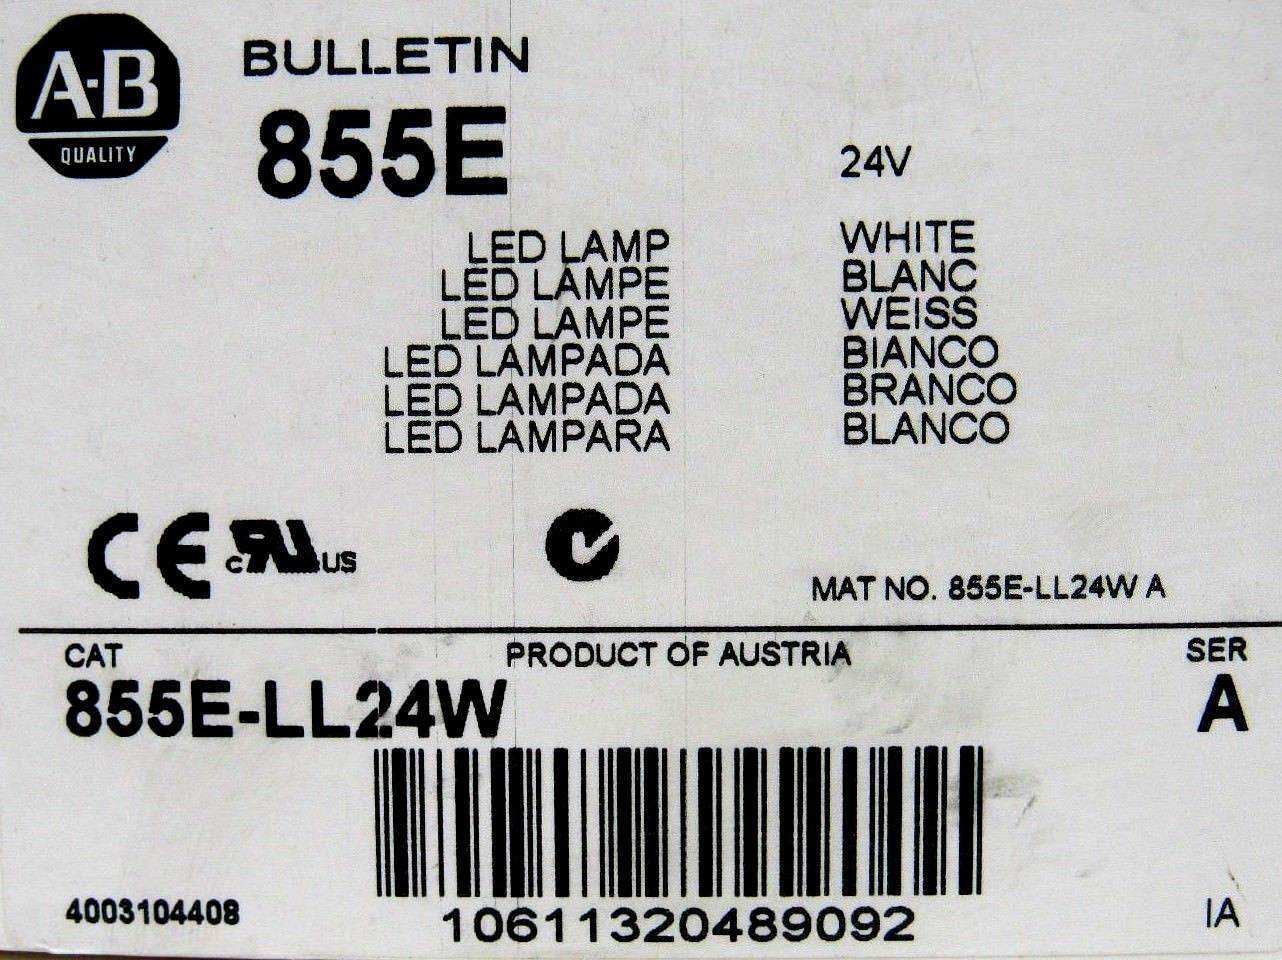 A-B
QUALITY
BULLETIN
855E
24V
LED LAMP WHITE
LED LAMPE BLANC
LED LAMPE WEISS
LED LAMPADA BIANCO
LED LAMPADA BRANCO
LED LAMPARA BLANCO
CE c RU US
MAT NO. 855E-LL24W A
CAT PRODUCT OF AUSTRIA SER
855E-LL24W A
4003104408 10611320489092 IA